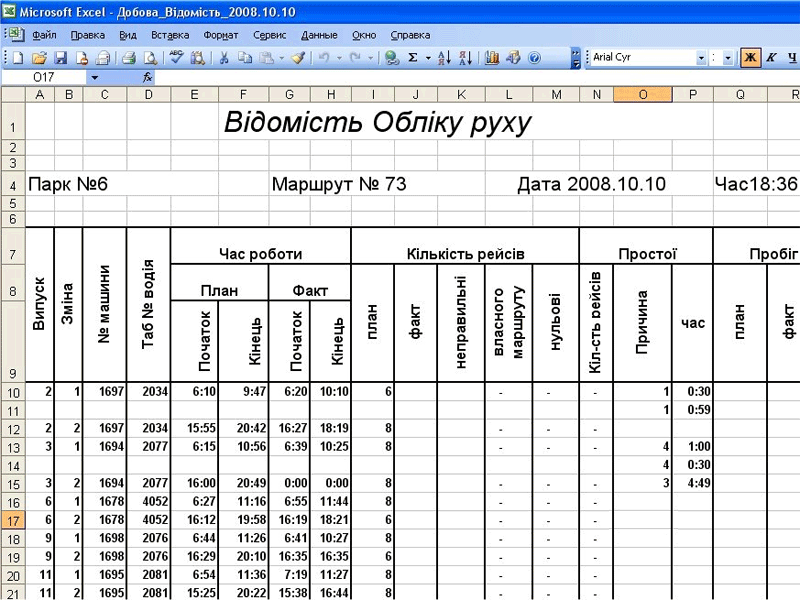 Microsoft Excel - Добова_Відомість_2008.10.10
Файл Правка Вид Вставка Формат Сервис Данные Окно Справка
Arial Cyr Ж К Ч
O17 fx
A B C D E F G H I J K L M N O P Q R
1 Відомість Обліку руху
2
3
4 Парк №6 Маршрут № 73 Дата 2008.10.10 Час18:36
5
6
7 Час роботи Кількість рейсів Простої Пробіг
8 Випуск Зміна № машини Таб № водія План Факт план факт неправильні власного маршруту нульові Кіл-сть рейсів Причина час план факт
9 Початок Кінець Початок Кінець
10 2 1 1697 2034 6:10 9:47 6:20 10:10 6 - - - 1 0:30
11 1 0:59
12 2 2 1697 2034 15:55 20:42 16:27 18:19 8 - - -
13 3 1 1694 2077 6:15 10:56 6:39 10:25 8 - - - 4 1:00
14 4 0:30
15 3 2 1694 2077 16:00 20:49 0:00 0:00 8 - - - 3 4:49
16 6 1 1678 4052 6:27 11:16 6:55 11:44 8 - - -
17 6 2 1678 4052 16:12 19:58 16:19 18:21 6 - - -
18 9 1 1698 2076 6:44 11:26 6:41 10:27 8 - - -
19 9 2 1698 2076 16:29 20:10 16:35 16:35 6 - - -
20 11 1 1695 2081 6:54 11:36 7:19 11:27 8 - - -
21 11 2 1695 2081 15:25 20:22 15:38 16:44 8 - - -